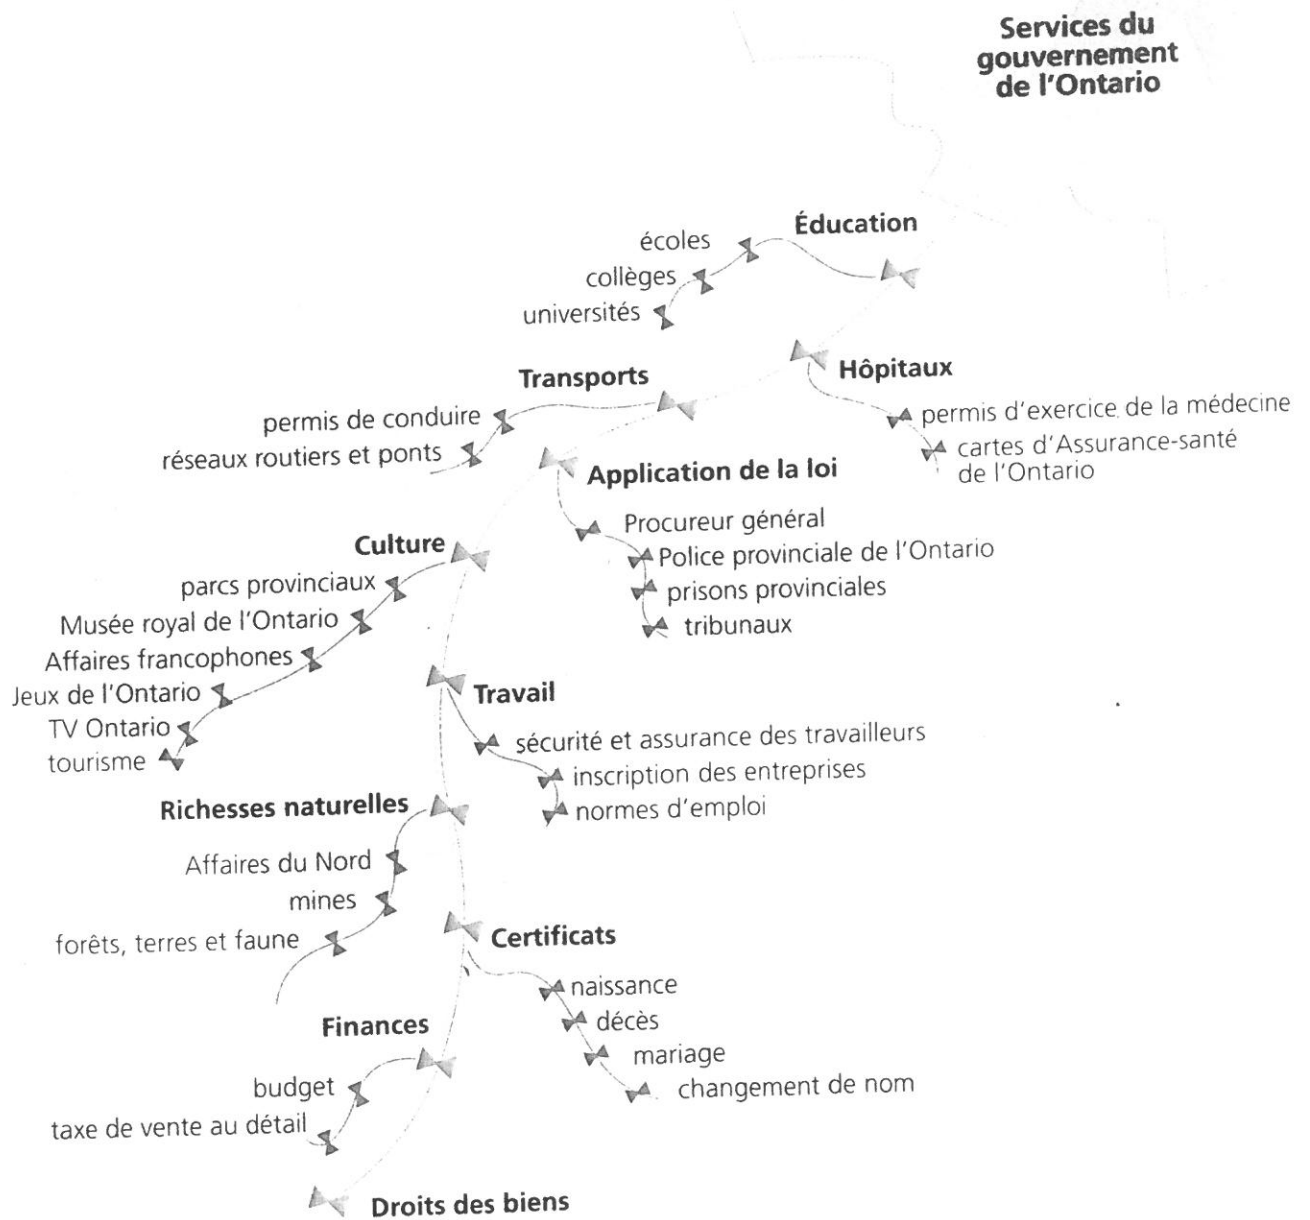 Services du
gouvernement
de l'Ontario
Éducation
écoles
collèges
universités
Hôpitaux
permis d'exercice de la médecine
cartes d'Assurance-santé
de l'Ontario
Transports
permis de conduire
réseaux routiers et ponts
Application de la loi
Procureur général
Police provinciale de l'Ontario
prisons provinciales
tribunaux
Culture
parcs provinciaux
Musée royal de l'Ontario
Affaires francophones
Jeux de l'Ontario
TV Ontario
tourisme
Travail
sécurité et assurance des travailleurs
inscription des entreprises
normes d'emploi
Richesses naturelles
Affaires du Nord
mines
forêts, terres et faune
Certificats
naissance
décès
mariage
changement de nom
Finances
budget
taxe de vente au détail
Droits des biens